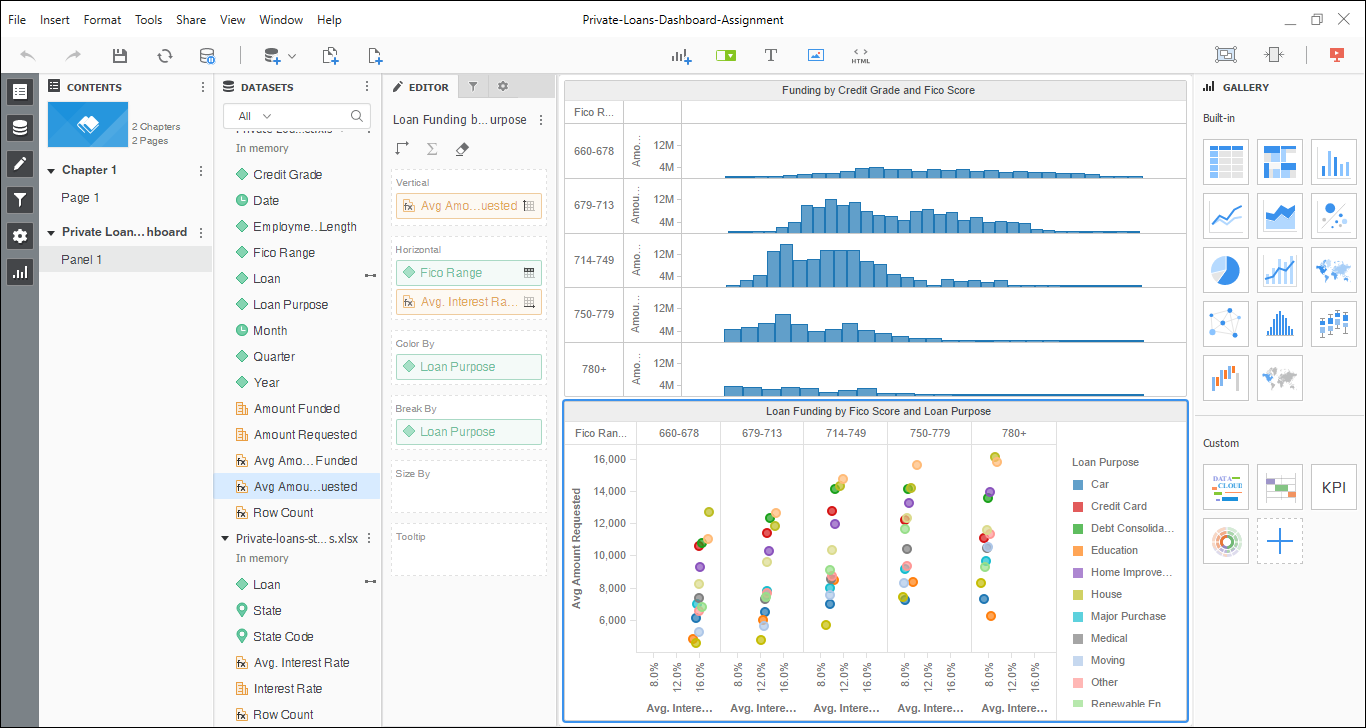 File Insert Format Tools Share View Window Help
Private-Loans-Dashboard-Assignment
HTML
CONTENTS
2 Chapters
2 Pages
Chapter 1
Page 1
Private Loan...hboard
Panel 1
DATASETS
All
In memory
Credit Grade
Date
Employme...Length
Fico Range
Loan
Loan Purpose
Month
Quarter
Year
Amount Funded
Amount Requested
Avg Amo... Funded
Avg Amou...uested
Row Count
Private-loans-st...s.xlsx
In memory
Loan
State
State Code
Avg. Interest Rate
Interest Rate
Row Count
EDITOR
Loan Funding b...urpose
Vertical
Avg Amo...uested
Horizontal
Fico Range
Avg. Interest Ra...
Color By
Loan Purpose
Break By
Loan Purpose
Size By
Tooltip
Funding by Credit Grade and Fico Score
Fico R...
660-678 Amo... 12M 4M
679-713 Amou... 12M 4M
714-749 Amo... 12M 4M
750-779 Amou... 12M 4M
780+ Amo... 12M 4M
Loan Funding by Fico Score and Loan Purpose
Fico Ran... 660-678 679-713 714-749 750-779 780+
Avg Amount Requested
16,000
14,000
12,000
10,000
8,000
6,000
8.0% 12.0% 16.0% 8.0% 12.0% 16.0% 8.0% 12.0% 16.0% 8.0% 12.0% 16.0% 8.0% 12.0% 16.0%
Avg. Intere... Avg. Intere... Avg. Intere... Avg. Intere... Avg. Intere...
Loan Purpose
Car
Credit Card
Debt Consolida...
Education
Home Improve...
House
Major Purchase
Medical
Moving
Other
Renewable En
GALLERY
Built-in
Custom
DATA
CLOUD
KPI